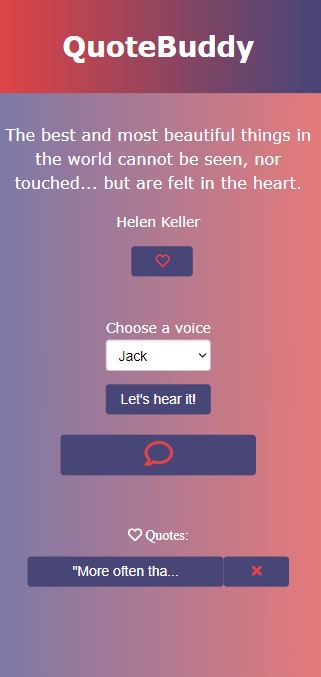 QuoteBuddy
The best and most beautiful things in
the world cannot be seen, nor
touched... but are felt in the heart.
Helen Keller
Choose a voice
Jack
Let's hear it!
Quotes:
"More often tha...